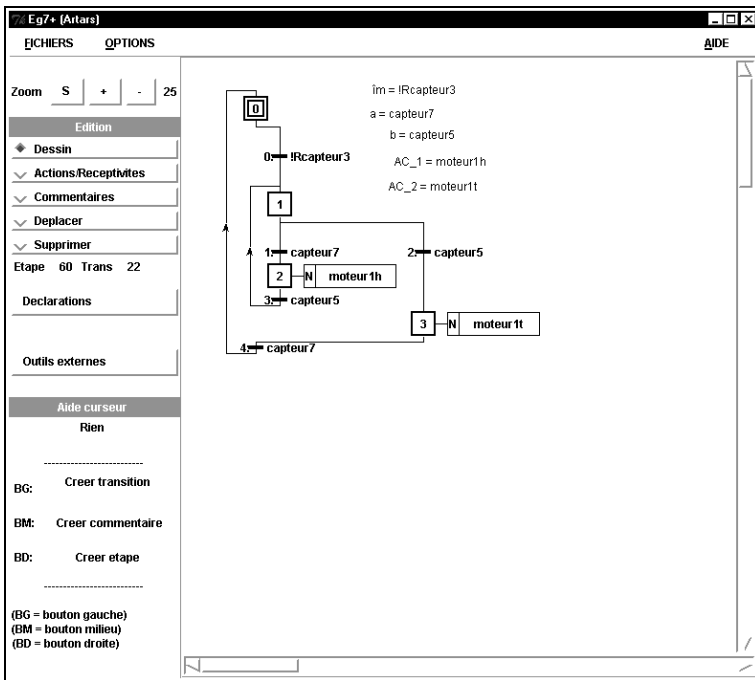 Eg7+ (Artars)
FICHIERS OPTIONS AIDE
Zoom S + - 25
Edition
Dessin
Actions/Receptivites
Commentaires
Deplacer
Supprimer
Etape 60 Trans 22
Declarations
Outils externes
Aide curseur
Rien
-------------------------
BG: Creer transition
BM: Creer commentaire
BD: Creer etape
-------------------------
(BG = bouton gauche)
(BM = bouton milieu)
(BD = bouton droite)
îm = !Rcapteur3
a = capteur7
b = capteur5
AC_1 = moteur1h
AC_2 = moteur1t
0
0. !Rcapteur3
1
1. capteur7
2. capteur5
2 N moteur1h
3. capteur5
3 N moteur1t
4. capteur7